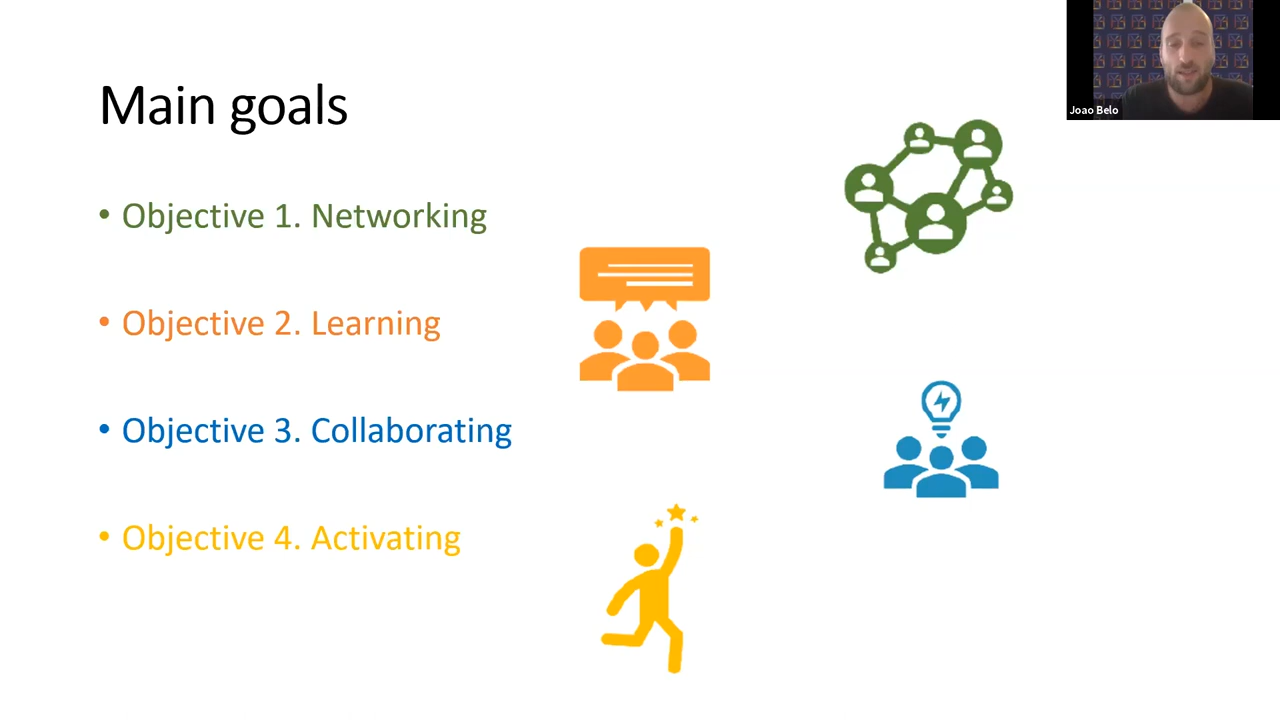 Joao Belo
Main goals
• Objective 1. Networking
• Objective 2. Learning
• Objective 3. Collaborating
• Objective 4. Activating